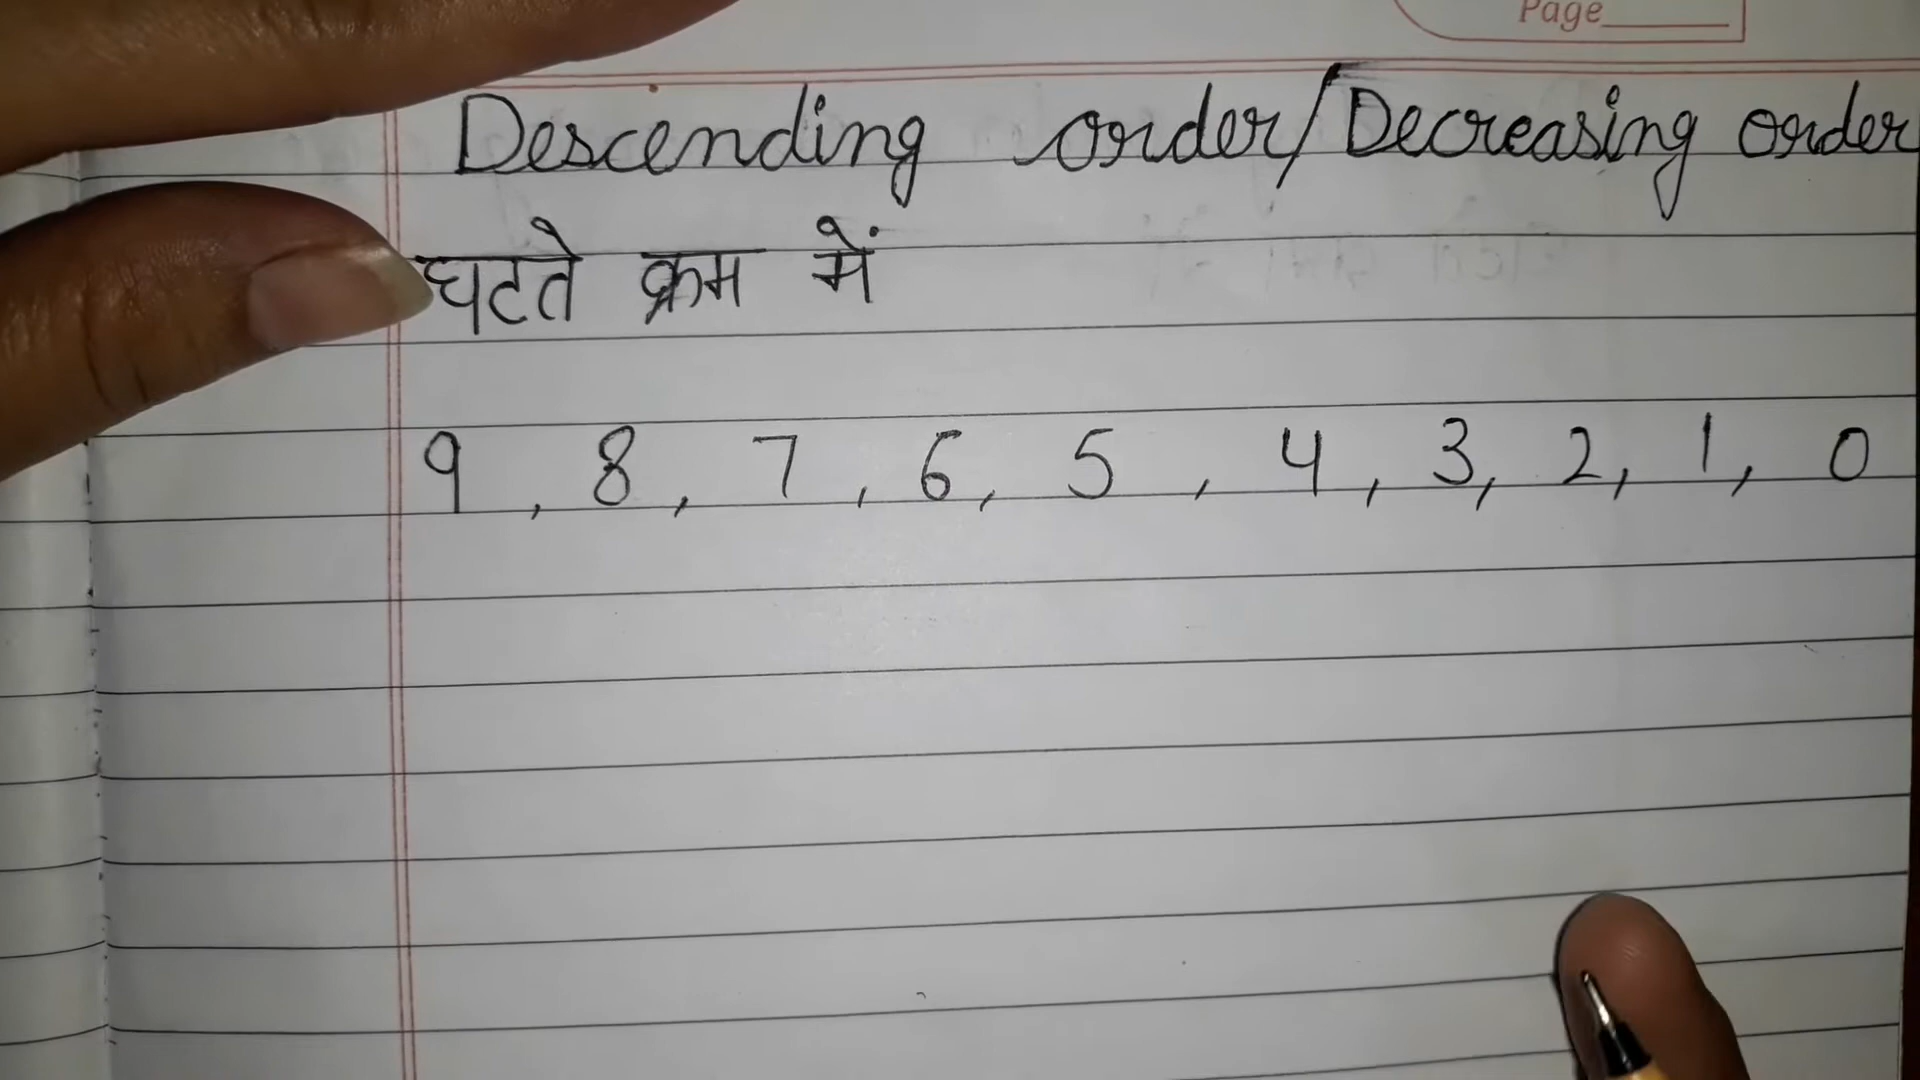 Page
Descending order/Decreasing order
घटते क्रम में
9, 8, 7, 6, 5, 4, 3, 2, 1, 0